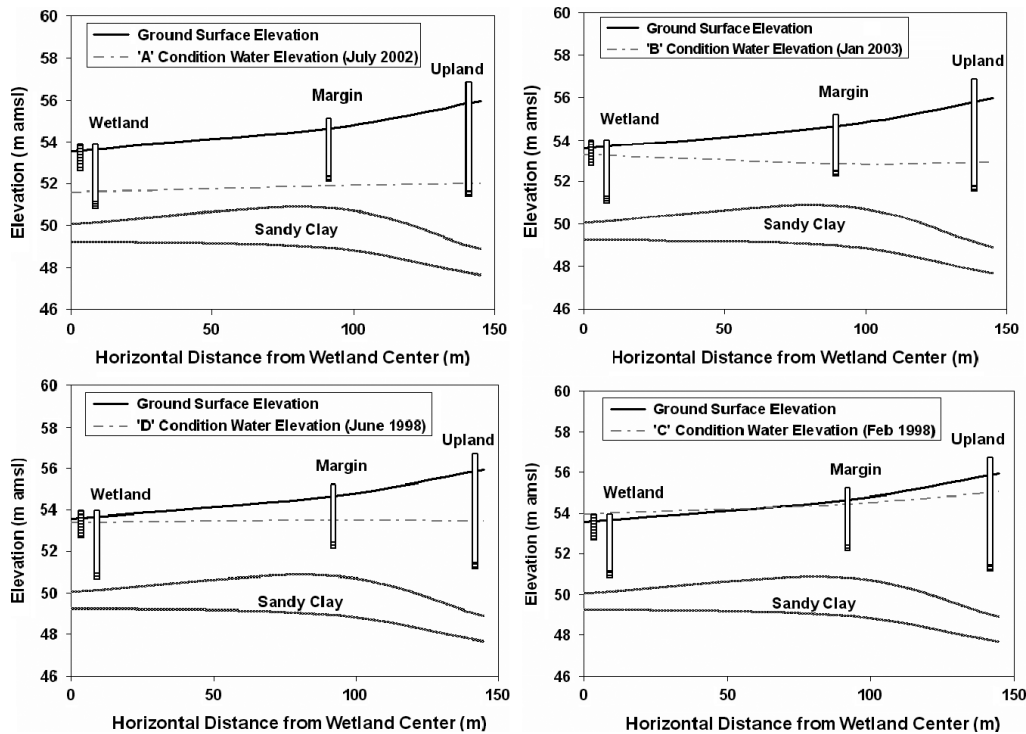 60
58
56
54
52
50
48
46
Elevation (m amsl)
Ground Surface Elevation
'A' Condition Water Elevation (July 2002)
Upland
Margin
Wetland
Sandy Clay
0
50
100
150
Horizontal Distance from Wetland Center (m)
60
58
56
54
52
50
48
46
Elevation (m amsl)
Ground Surface Elevation
'B' Condition Water Elevation (Jan 2003)
Upland
Margin
Wetland
Sandy Clay
0
50
100
150
Horizontal Distance from Wetland Center (m)
60
58
56
54
52
50
48
46
Elevation (m amsl)
Ground Surface Elevation
'D' Condition Water Elevation (June 1998)
Upland
Margin
Wetland
Sandy Clay
0
50
100
150
Horizontal Distance from Wetland Center (m)
60
58
56
54
52
50
48
46
Elevation (m amsl)
Ground Surface Elevation
'C' Condition Water Elevation (Feb 1998)
Upland
Margin
Wetland
Sandy Clay
0
50
100
150
Horizontal Distance from Wetland Center (m)